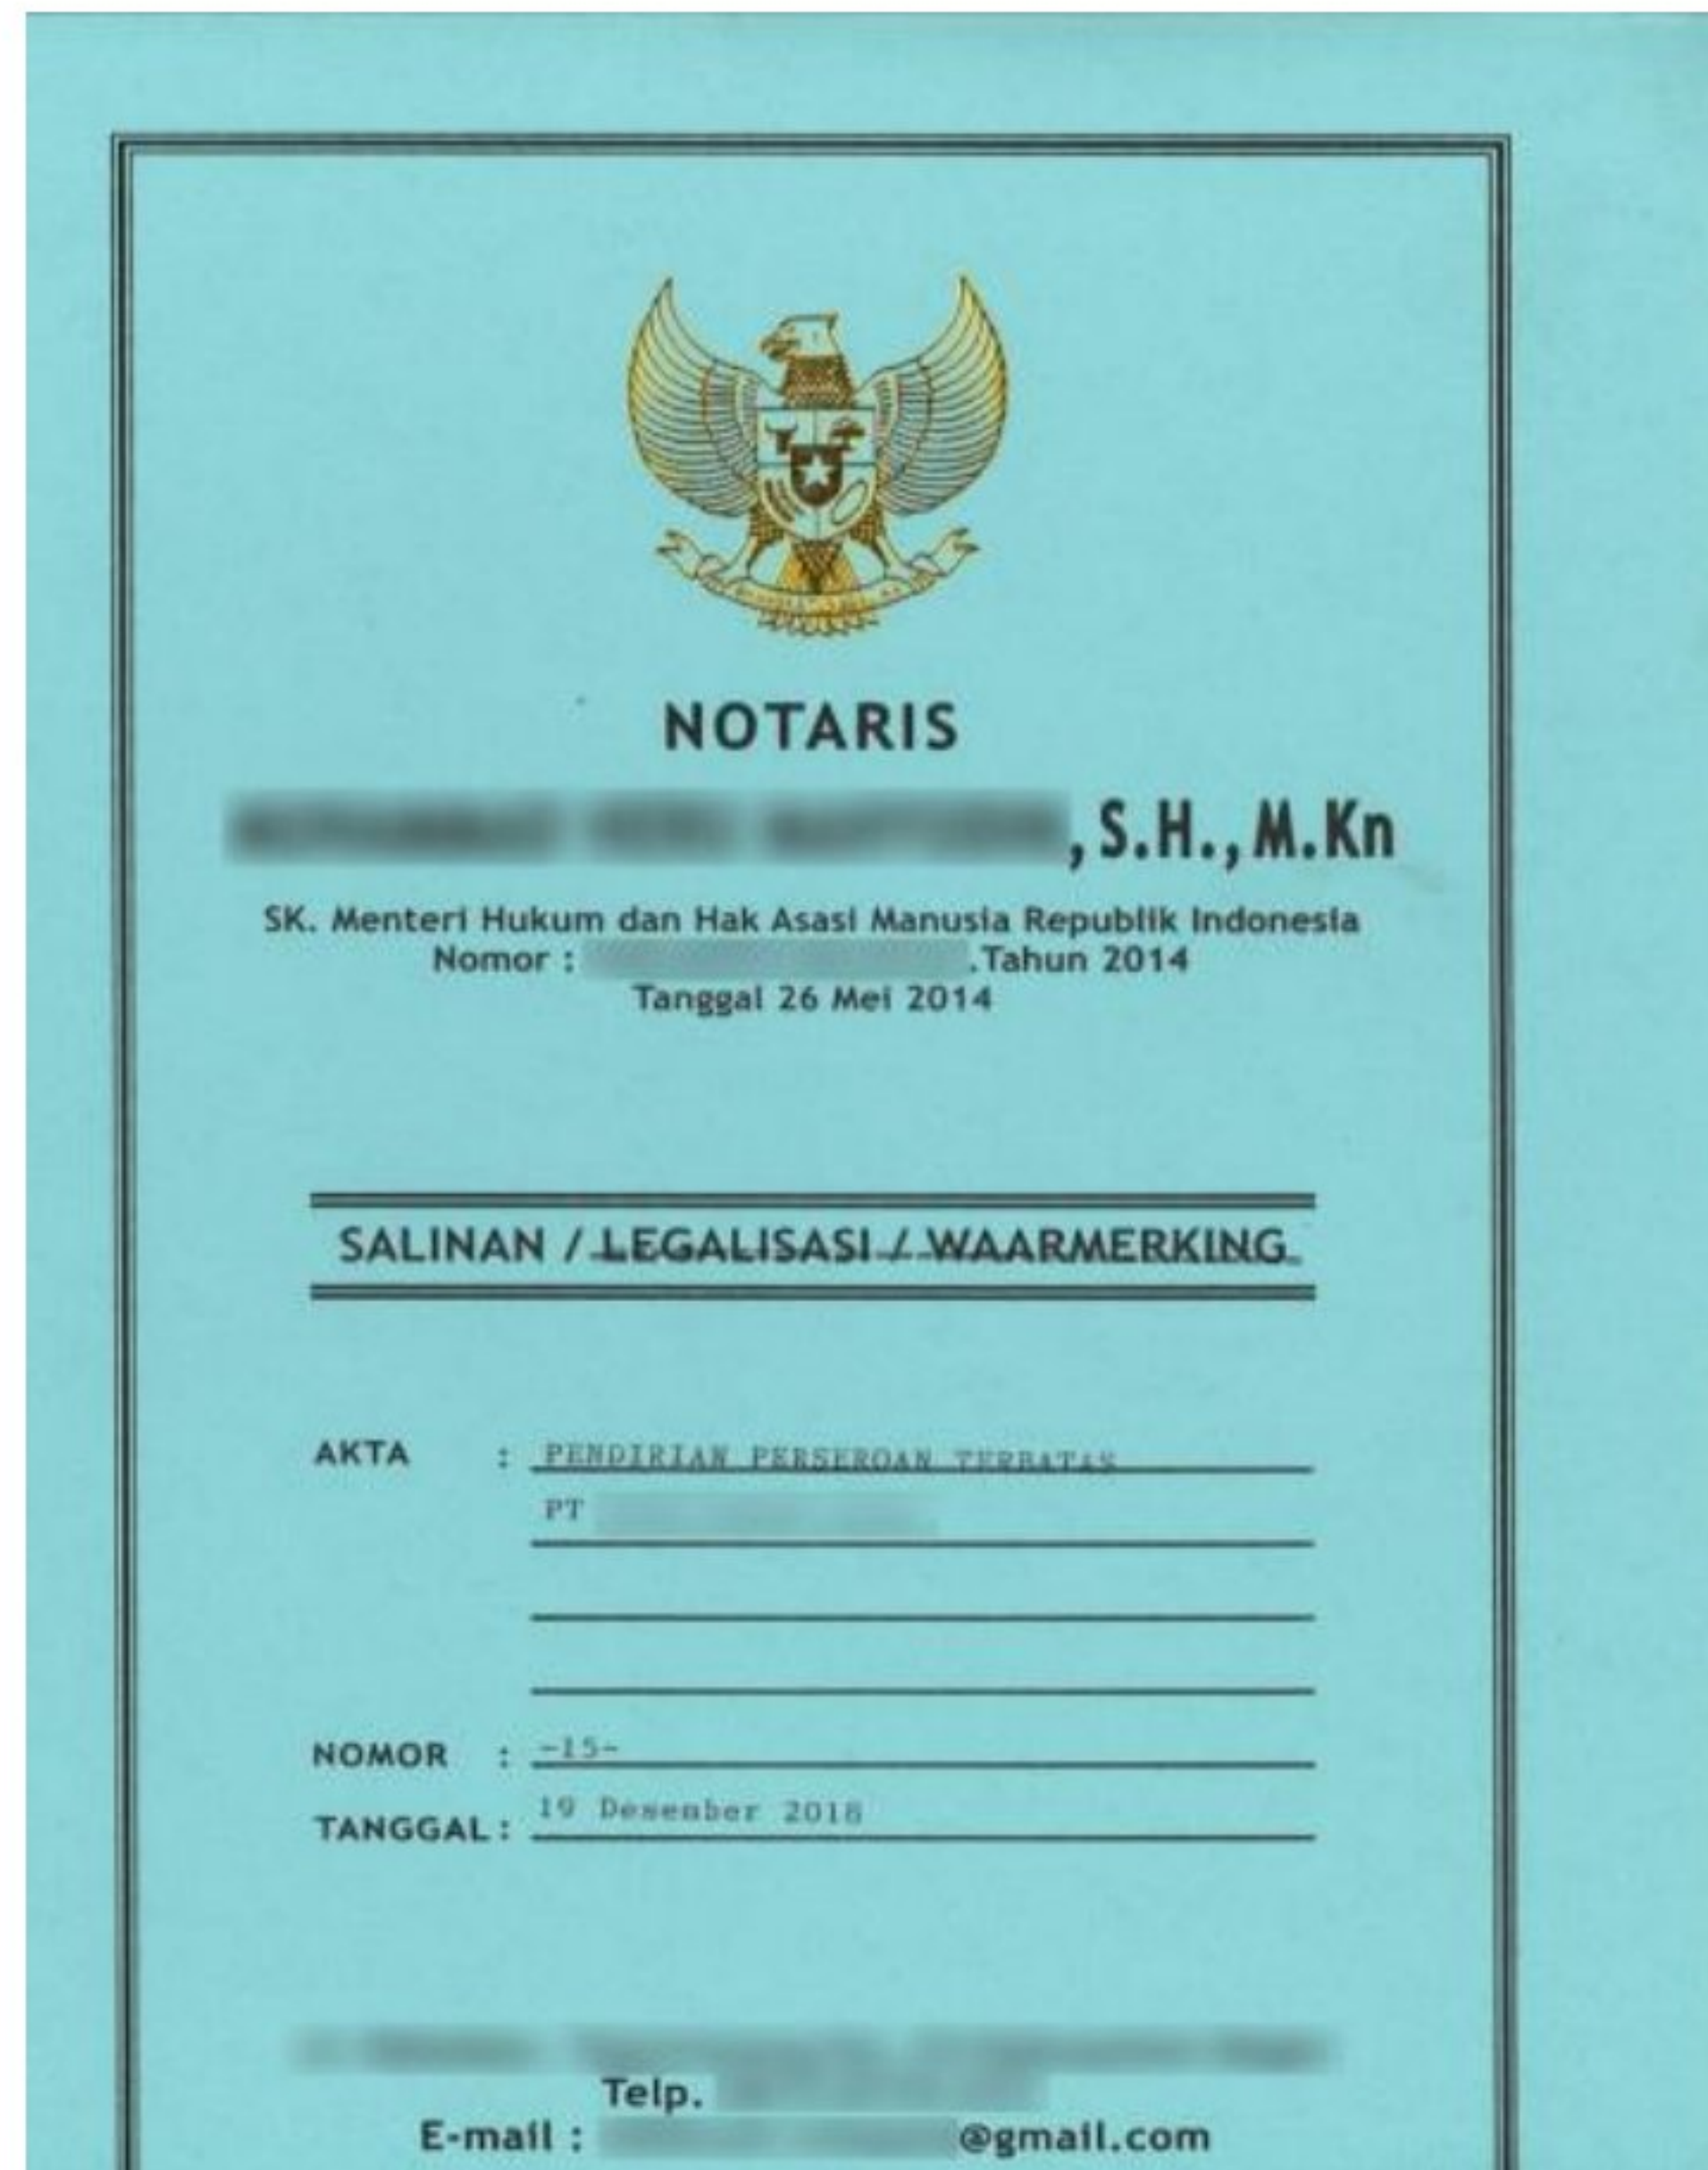 NOTARIS
, S.H., M.Kn
SK. Menteri Hukum dan Hak Asasi Manusia Republik Indonesia
Nomor : .Tahun 2014
Tanggal 26 Mei 2014
SALINAN / LEGALISASI / WAARMERKING
AKTA : PENDIRIAN PERSEROAN TERBATAS
PT
NOMOR : -15-
TANGGAL : 19 Desember 2018
Telp.
E-mail : @gmail.com